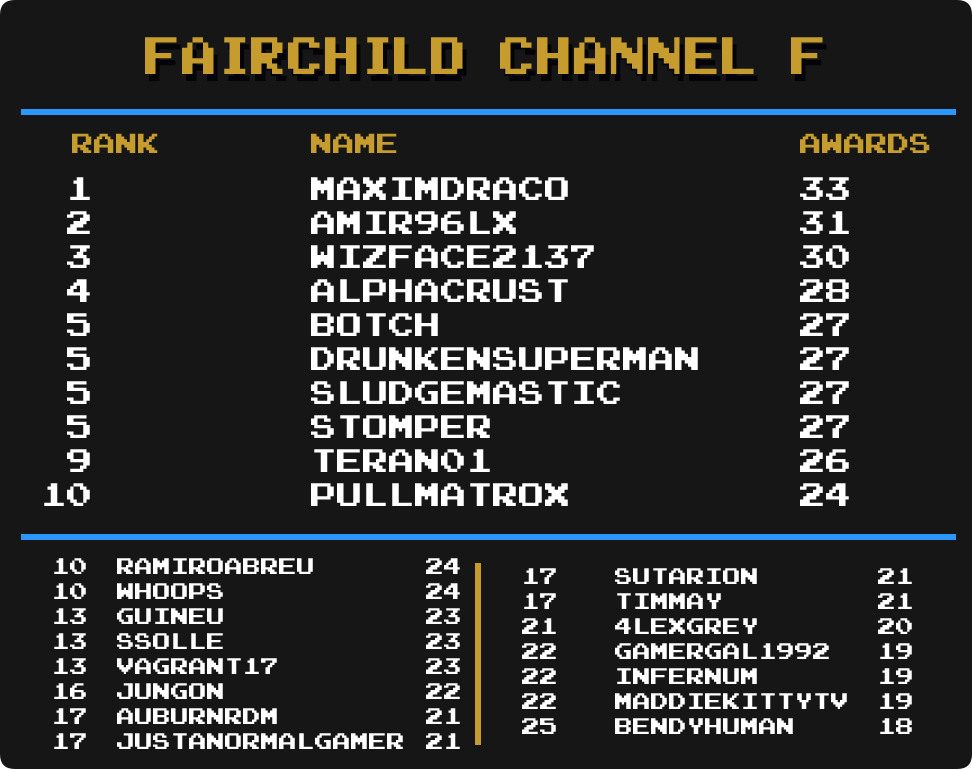 FAIRCHILD CHANNEL F
RANK NAME AWARDS
1 MAXIMDRACO 33
2 AMIR96LX 31
3 WIZFACE2137 30
4 ALPHACRUST 28
5 BOTCH 27
5 DRUNKENSUPERMAN 27
5 SLUDGEMASTIC 27
5 STOMPER 27
9 TERAN01 26
10 PULLMATROX 24
10 RAMIROABREU 24
10 WHOOPS 24
13 GUINEU 23
13 SSOLLE 23
13 VAGRANT17 23
16 JUNGON 22
17 AUBURNRDM 21
17 JUSTANORMALGAMER 21
17 SUTARION 21
17 TIMMAY 21
21 4LEXGREY 20
22 GAMERGAL1992 19
22 INFERNUM 19
22 MADDIEKITTYTV 19
25 BENDYHUMAN 18